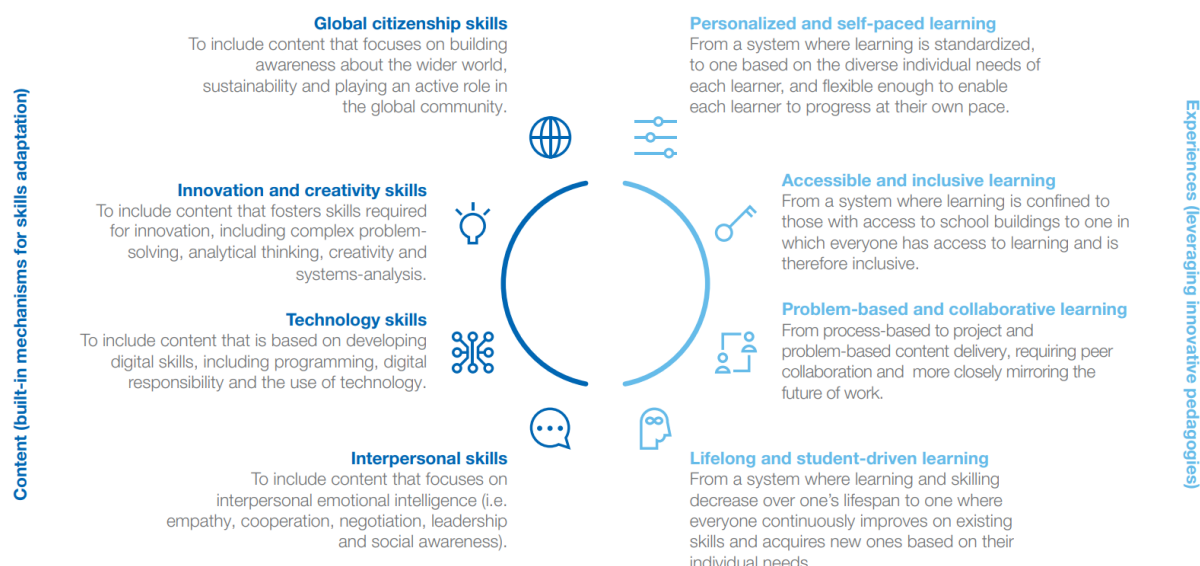 Content (built-in mechanisms for skills adaptation)
Global citizenship skills
To include content that focuses on building
awareness about the wider world,
sustainability and playing an active role in
the global community.
Innovation and creativity skills
To include content that fosters skills required
for innovation, including complex problem-
solving, analytical thinking, creativity and
systems-analysis.
Technology skills
To include content that is based on developing
digital skills, including programming, digital
responsibility and the use of technology.
Interpersonal skills
To include content that focuses on
interpersonal emotional intelligence (i.e.
empathy, cooperation, negotiation, leadership
and social awareness).
Personalized and self-paced learning
From a system where learning is standardized,
to one based on the diverse individual needs of
each learner, and flexible enough to enable
each learner to progress at their own pace.
Accessible and inclusive learning
From a system where learning is confined to
those with access to school buildings to one in
which everyone has access to learning and is
therefore inclusive.
Problem-based and collaborative learning
From process-based to project and
problem-based content delivery, requiring peer
collaboration and more closely mirroring the
future of work.
Lifelong and student-driven learning
From a system where learning and skilling
decrease over one's lifespan to one where
everyone continuously improves on existing
skills and acquires new ones based on their
individual needs.
Experiences (leveraging innovative pedagogies)